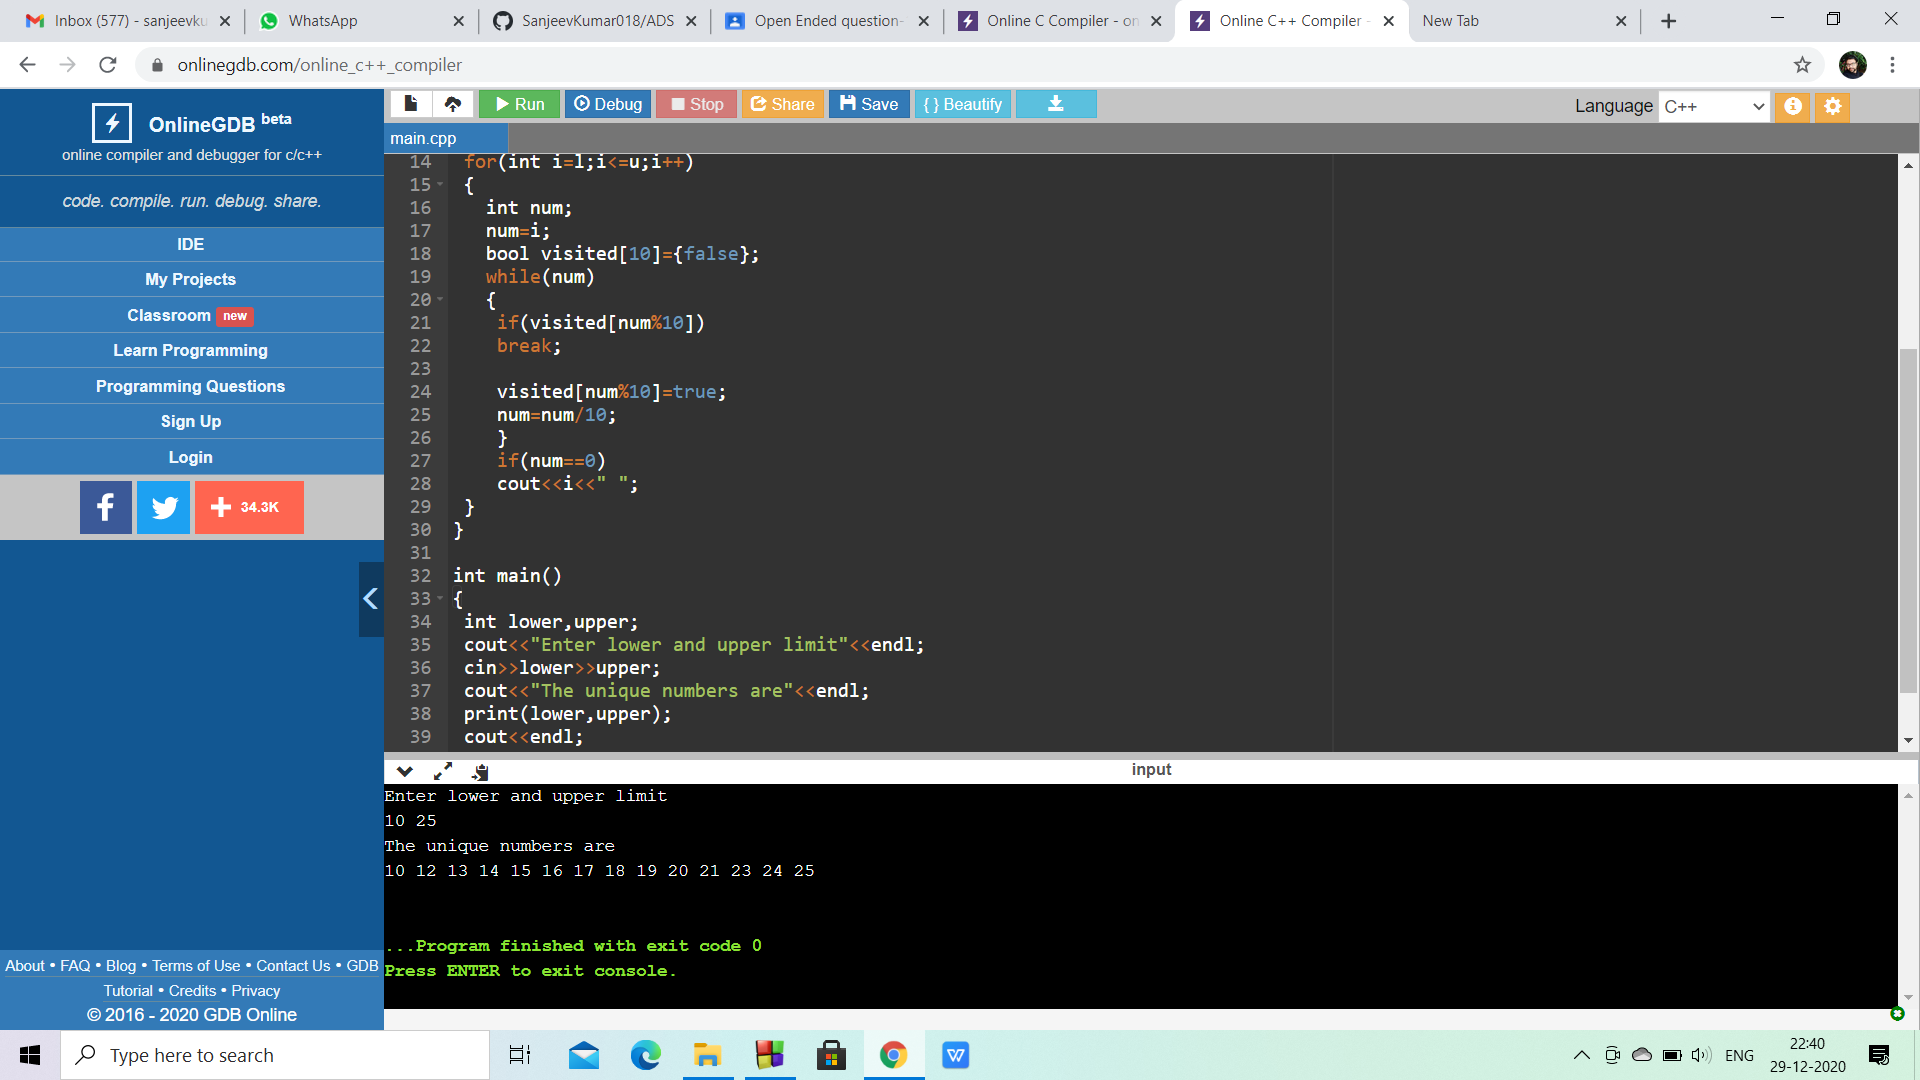 Inbox (577) - sanjeevku
WhatsApp
SanjeevKumar018/ADS
Open Ended question-
Online C Compiler - on
Online C++ Compiler -
New Tab
onlinegdb.com/online_c++_compiler
OnlineGDB beta
online compiler and debugger for c/c++
code. compile. run. debug. share.
IDE
My Projects
Classroom new
Learn Programming
Programming Questions
Sign Up
Login
34.3K
About • FAQ • Blog • Terms of Use • Contact Us • GDB
Tutorial • Credits • Privacy
© 2016 - 2020 GDB Online
Run Debug Stop Share Save { } Beautify
Language C++
main.cpp
14 for(int i=l;i<=u;i++)
15 {
16 int num;
17 num=i;
18 bool visited[10]={false};
19 while(num)
20 {
21 if(visited[num%10])
22 break;
23
24 visited[num%10]=true;
25 num=num/10;
26 }
27 if(num==0)
28 cout<<i<<" ";
29 }
30 }
31
32 int main()
33 {
34 int lower,upper;
35 cout<<"Enter lower and upper limit"<<endl;
36 cin>>lower>>upper;
37 cout<<"The unique numbers are"<<endl;
38 print(lower,upper);
39 cout<<endl;
input
Enter lower and upper limit
10 25
The unique numbers are
10 12 13 14 15 16 17 18 19 20 21 23 24 25
...Program finished with exit code 0
Press ENTER to exit console.
Type here to search
ENG
22:40
29-12-2020